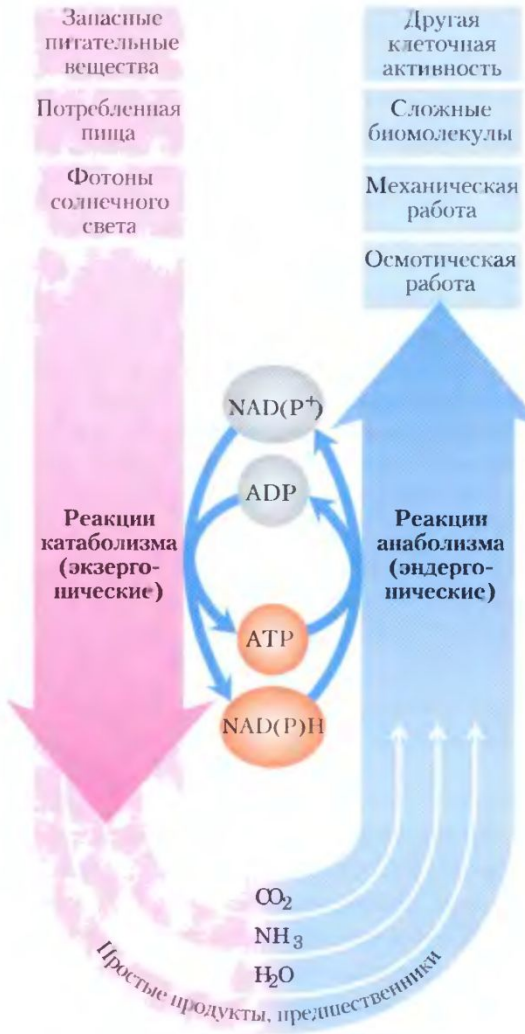 Запасные
питательные
вещества
Потребленная
пища
Фотоны
солнечного
света
Другая
клеточная
активность
Сложные
биомолекулы
Механическая
работа
Осмотическая
работа
NAD(P⁺)
ADP
Реакции
катаболизма
(экзерго-
нические)
Реакции
анаболизма
(эндерго-
нические)
ATP
NAD(P)H
CO₂
NH₃
H₂O
Простые продукты, предшественники